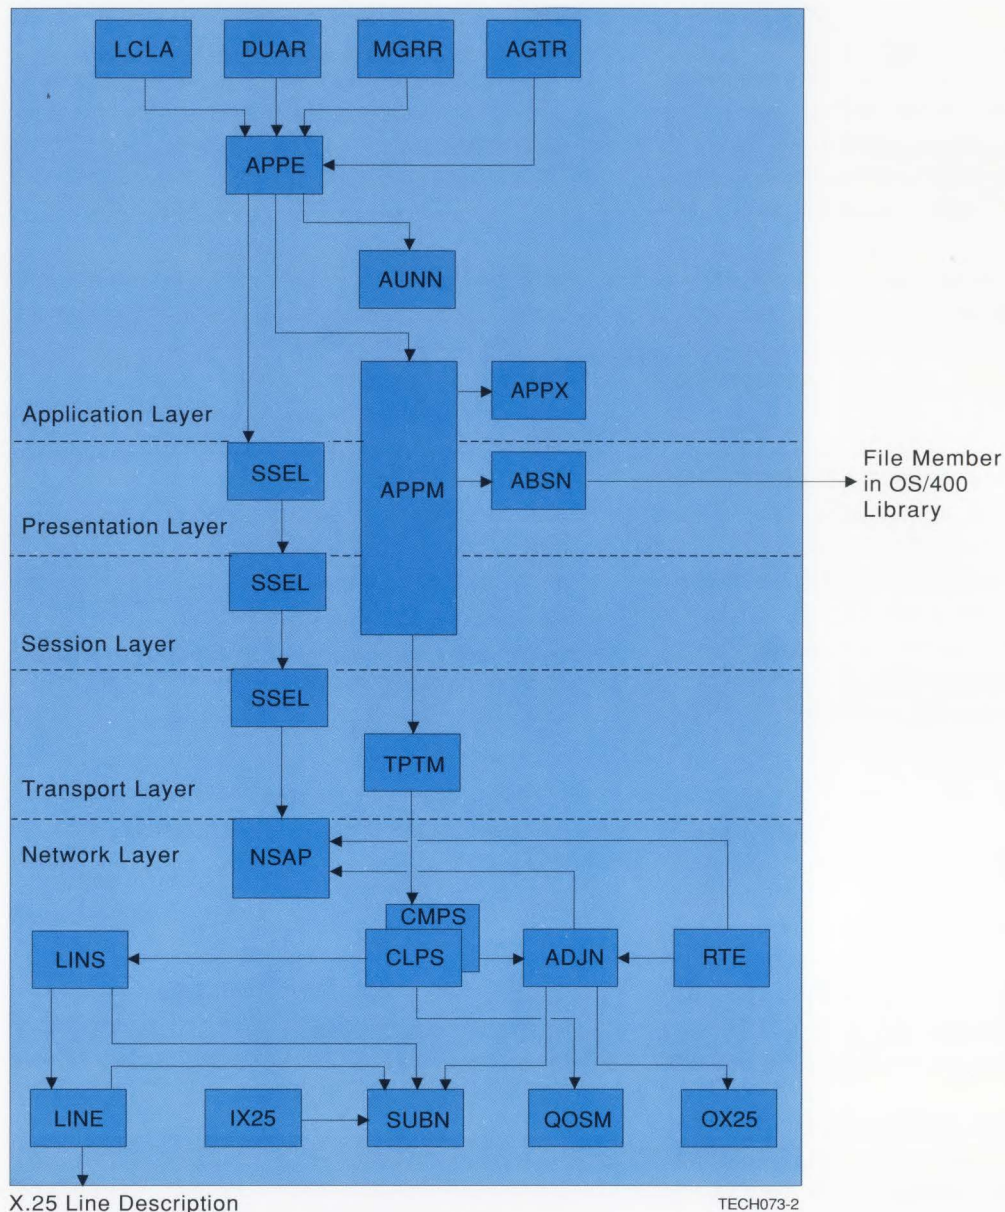 LCLA DUAR MGRR AGTR
APPE
AUNN
APPX
Application Layer
SSEL APPM ABSN
File Member
in OS/400
Library
Presentation Layer
SSEL
Session Layer
SSEL
TPTM
Transport Layer
Network Layer
NSAP
CMPS
LINS CLPS ADJN RTE
LINE IX25 SUBN QOSM OX25
X.25 Line Description
TECH073-2